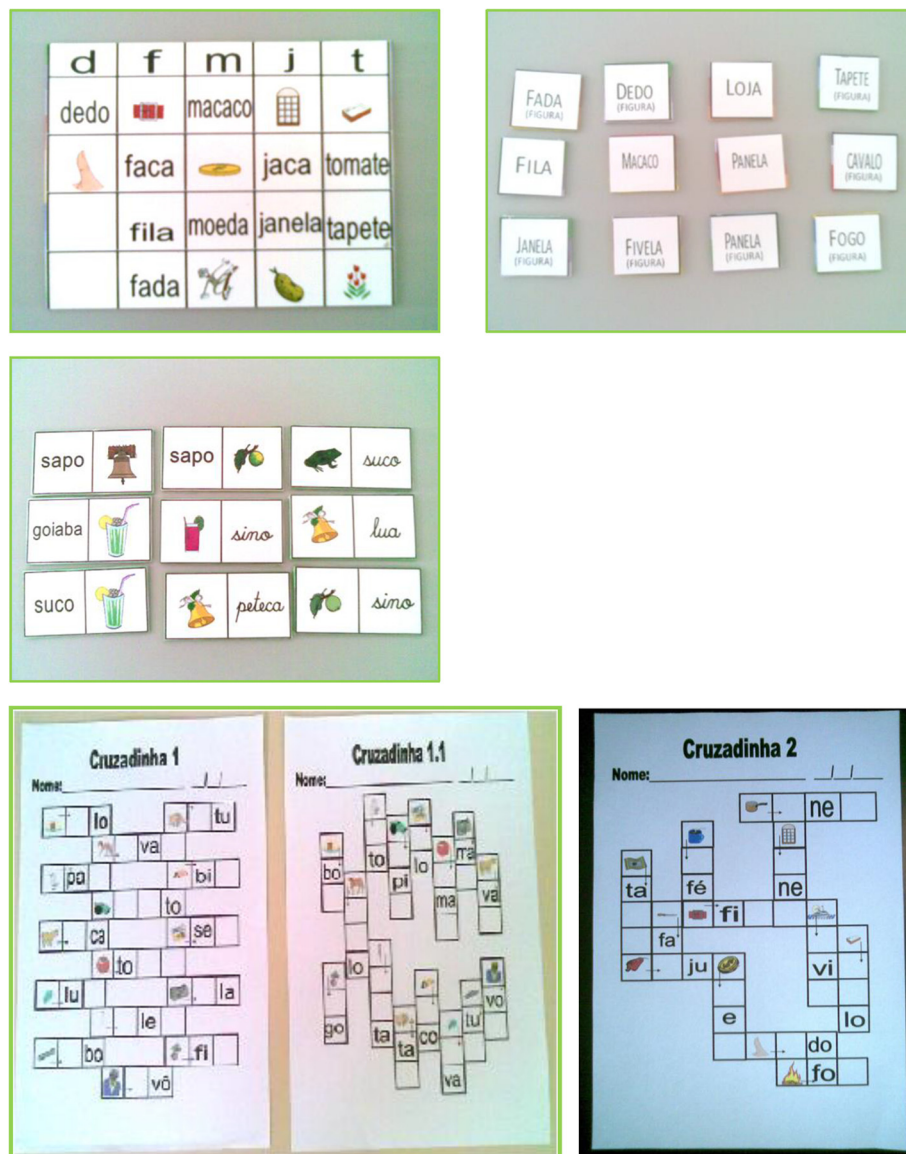 d f m j t
dedo macaco
faca jaca tomate
fila moeda janela tapete
fada
FADA
(FIGURA)
DEDO
(FIGURA)
LOJA
TAPETE
(FIGURA)
FILA
MACACO
PANELA
CAVALO
(FIGURA)
JANELA
(FIGURA)
FIVELA
(FIGURA)
PANELA
(FIGURA)
FOGO
(FIGURA)
sapo sapo suco
goiaba sino lua
suco peteca sino
Cruzadinha 1
Nome: / /
lo tu
va
pa bi
to
ca se
to
lu la
le
bo fi
vô
Cruzadinha 1.1
Nome: / /
bo to pi lo ma
ma va
lo
go ta ta co va tu vo
Cruzadinha 2
Nome: / /
ne
ta fé ne
fi
fa
ju vi
e lo
do
fo